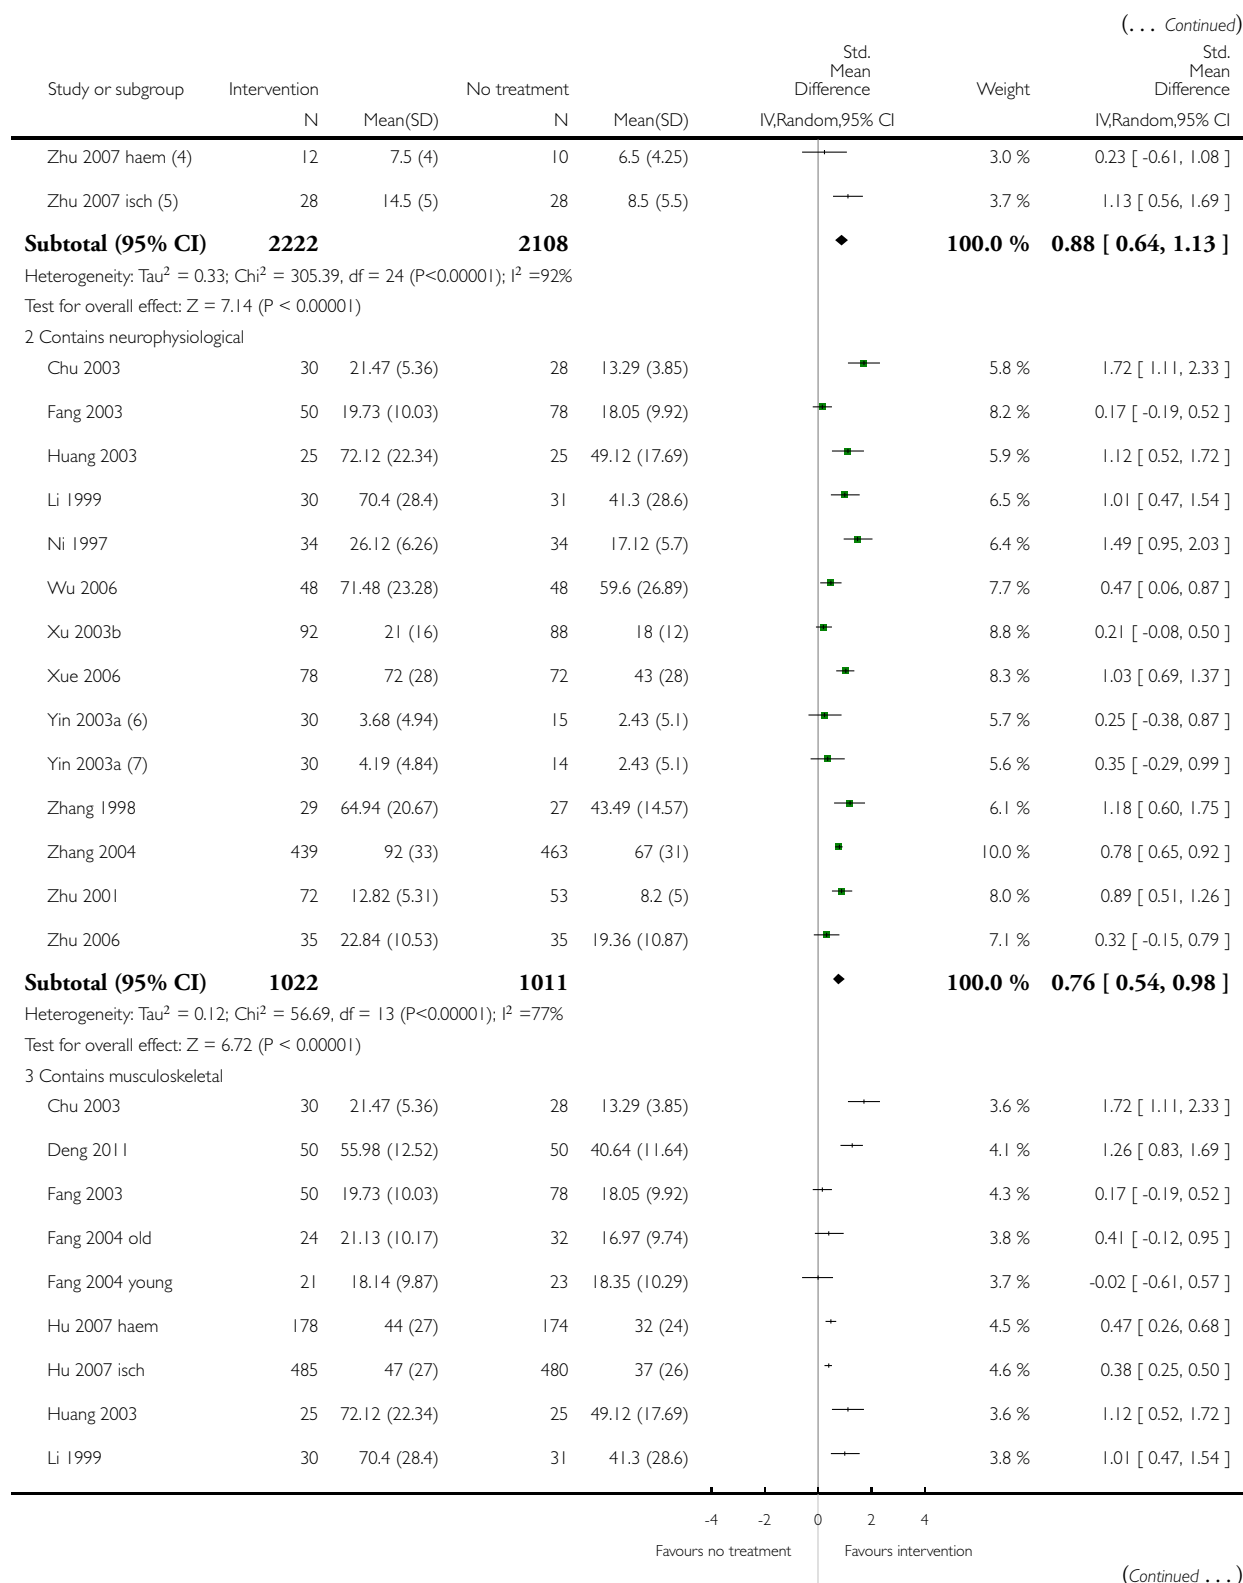 (... Continued)
Study or subgroup Intervention No treatment Std. Mean Difference Weight Std. Mean Difference
N Mean(SD) N Mean(SD) IV,Random,95% CI IV,Random,95% CI
Zhu 2007 haem (4) 12 7.5 (4) 10 6.5 (4.25) 3.0 % 0.23 [ -0.61, 1.08 ]
Zhu 2007 isch (5) 28 14.5 (5) 28 8.5 (5.5) 3.7 % 1.13 [ 0.56, 1.69 ]
Subtotal (95% CI) 2222 2108 100.0 % 0.88 [ 0.64, 1.13 ]
Heterogeneity: Tau² = 0.33; Chi² = 305.39, df = 24 (P<0.00001); I² =92%
Test for overall effect: Z = 7.14 (P < 0.00001)
2 Contains neurophysiological
Chu 2003 30 21.47 (5.36) 28 13.29 (3.85) 5.8 % 1.72 [ 1.11, 2.33 ]
Fang 2003 50 19.73 (10.03) 78 18.05 (9.92) 8.2 % 0.17 [ -0.19, 0.52 ]
Huang 2003 25 72.12 (22.34) 25 49.12 (17.69) 5.9 % 1.12 [ 0.52, 1.72 ]
Li 1999 30 70.4 (28.4) 31 41.3 (28.6) 6.5 % 1.01 [ 0.47, 1.54 ]
Ni 1997 34 26.12 (6.26) 34 17.12 (5.7) 6.4 % 1.49 [ 0.95, 2.03 ]
Wu 2006 48 71.48 (23.28) 48 59.6 (26.89) 7.7 % 0.47 [ 0.06, 0.87 ]
Xu 2003b 92 21 (16) 88 18 (12) 8.8 % 0.21 [ -0.08, 0.50 ]
Xue 2006 78 72 (28) 72 43 (28) 8.3 % 1.03 [ 0.69, 1.37 ]
Yin 2003a (6) 30 3.68 (4.94) 15 2.43 (5.1) 5.7 % 0.25 [ -0.38, 0.87 ]
Yin 2003a (7) 30 4.19 (4.84) 14 2.43 (5.1) 5.6 % 0.35 [ -0.29, 0.99 ]
Zhang 1998 29 64.94 (20.67) 27 43.49 (14.57) 6.1 % 1.18 [ 0.60, 1.75 ]
Zhang 2004 439 92 (33) 463 67 (31) 10.0 % 0.78 [ 0.65, 0.92 ]
Zhu 2001 72 12.82 (5.31) 53 8.2 (5) 8.0 % 0.89 [ 0.51, 1.26 ]
Zhu 2006 35 22.84 (10.53) 35 19.36 (10.87) 7.1 % 0.32 [ -0.15, 0.79 ]
Subtotal (95% CI) 1022 1011 100.0 % 0.76 [ 0.54, 0.98 ]
Heterogeneity: Tau² = 0.12; Chi² = 56.69, df = 13 (P<0.00001); I² =77%
Test for overall effect: Z = 6.72 (P < 0.00001)
3 Contains musculoskeletal
Chu 2003 30 21.47 (5.36) 28 13.29 (3.85) 3.6 % 1.72 [ 1.11, 2.33 ]
Deng 2011 50 55.98 (12.52) 50 40.64 (11.64) 4.1 % 1.26 [ 0.83, 1.69 ]
Fang 2003 50 19.73 (10.03) 78 18.05 (9.92) 4.3 % 0.17 [ -0.19, 0.52 ]
Fang 2004 old 24 21.13 (10.17) 32 16.97 (9.74) 3.8 % 0.41 [ -0.12, 0.95 ]
Fang 2004 young 21 18.14 (9.87) 23 18.35 (10.29) 3.7 % -0.02 [ -0.61, 0.57 ]
Hu 2007 haem 178 44 (27) 174 32 (24) 4.5 % 0.47 [ 0.26, 0.68 ]
Hu 2007 isch 485 47 (27) 480 37 (26) 4.6 % 0.38 [ 0.25, 0.50 ]
Huang 2003 25 72.12 (22.34) 25 49.12 (17.69) 3.6 % 1.12 [ 0.52, 1.72 ]
Li 1999 30 70.4 (28.4) 31 41.3 (28.6) 3.8 % 1.01 [ 0.47, 1.54 ]
-4 -2 0 2 4
Favours no treatment Favours intervention
(Continued ...)